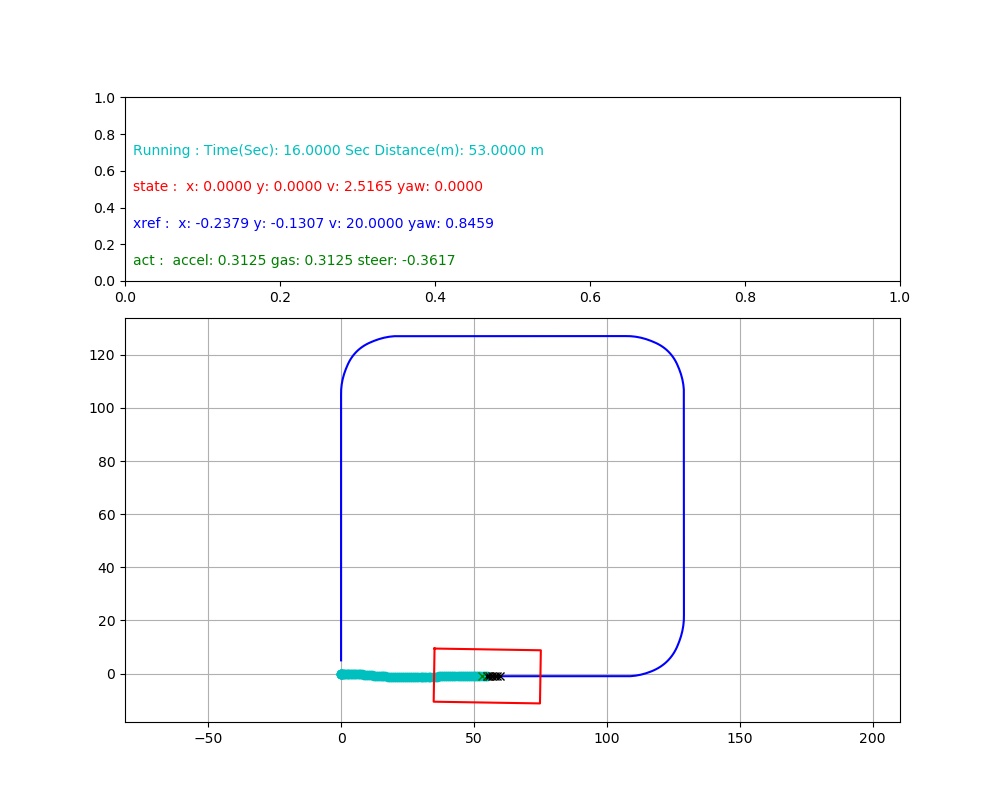 1.0
0.8
Running : Time(Sec): 16.0000 Sec Distance(m): 53.0000 m
0.6
state :  x: 0.0000 y: 0.0000 v: 2.5165 yaw: 0.0000
0.4
xref :  x: -0.2379 y: -0.1307 v: 20.0000 yaw: 0.8459
0.2
act :  accel: 0.3125 gas: 0.3125 steer: -0.3617
0.0
0.0 0.2 0.4 0.6 0.8 1.0
120
100
80
60
40
20
0
−50 0 50 100 150 200